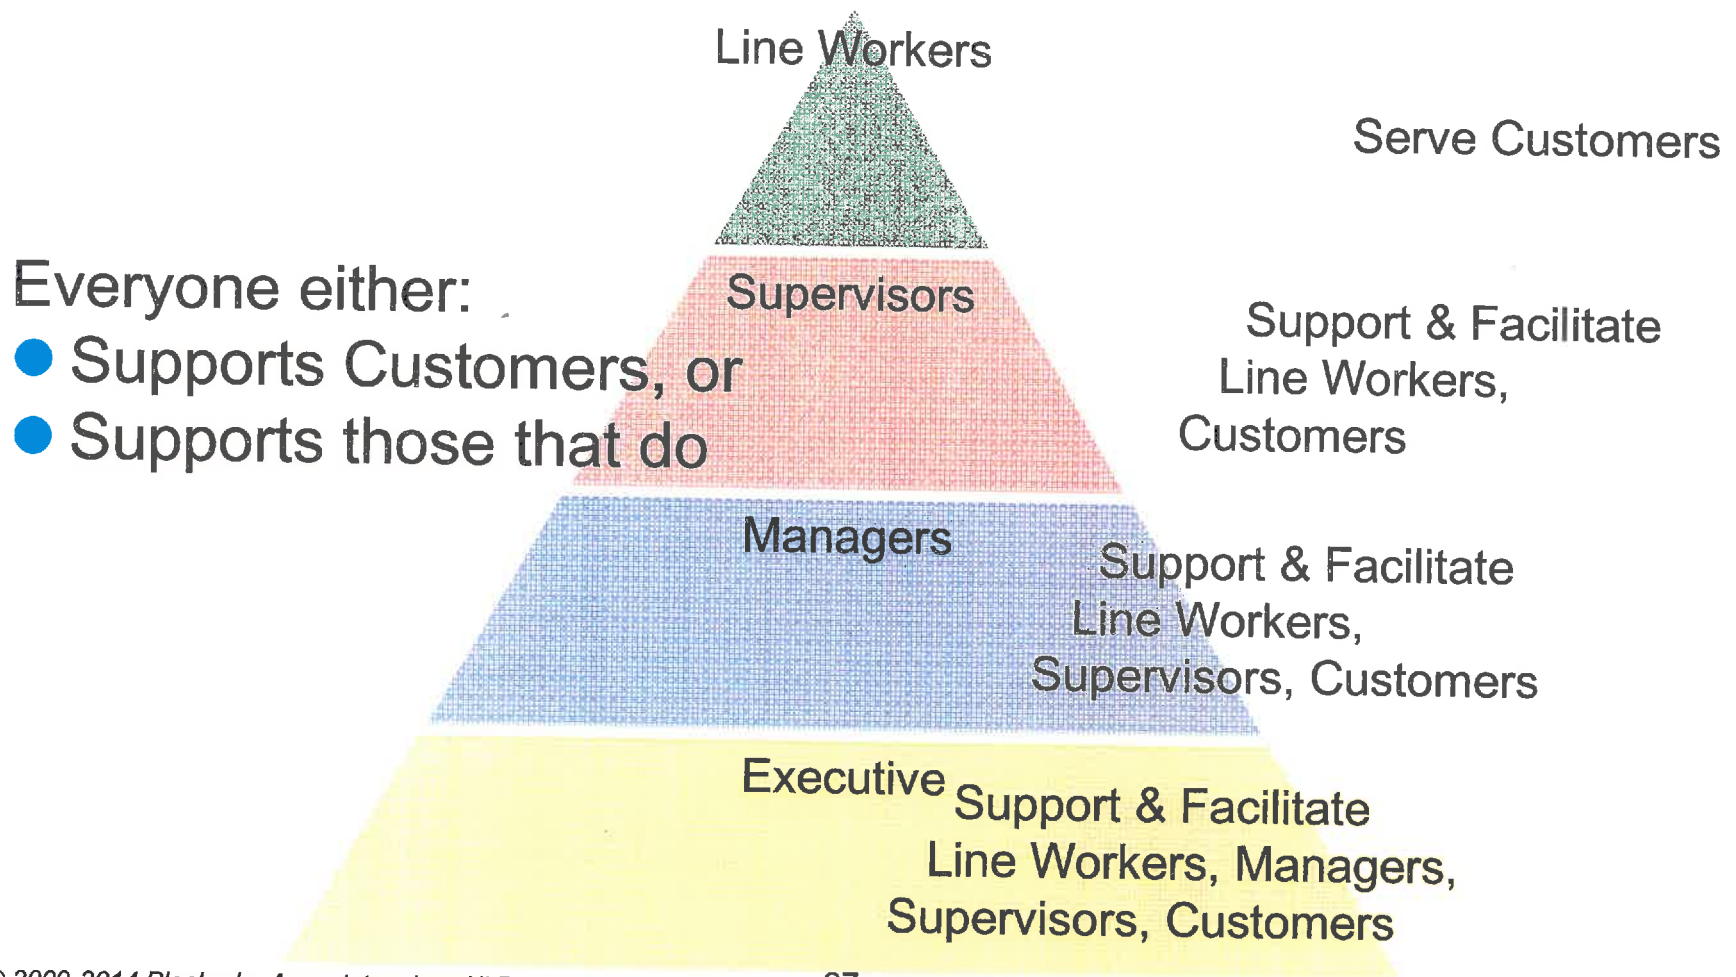 Line Workers
Serve Customers
Everyone either:
Supports Customers, or
Supports those that do
Supervisors
Support & Facilitate
Line Workers,
Customers
Managers
Support & Facilitate
Line Workers,
Supervisors, Customers
Executive
Support & Facilitate
Line Workers, Managers,
Supervisors, Customers